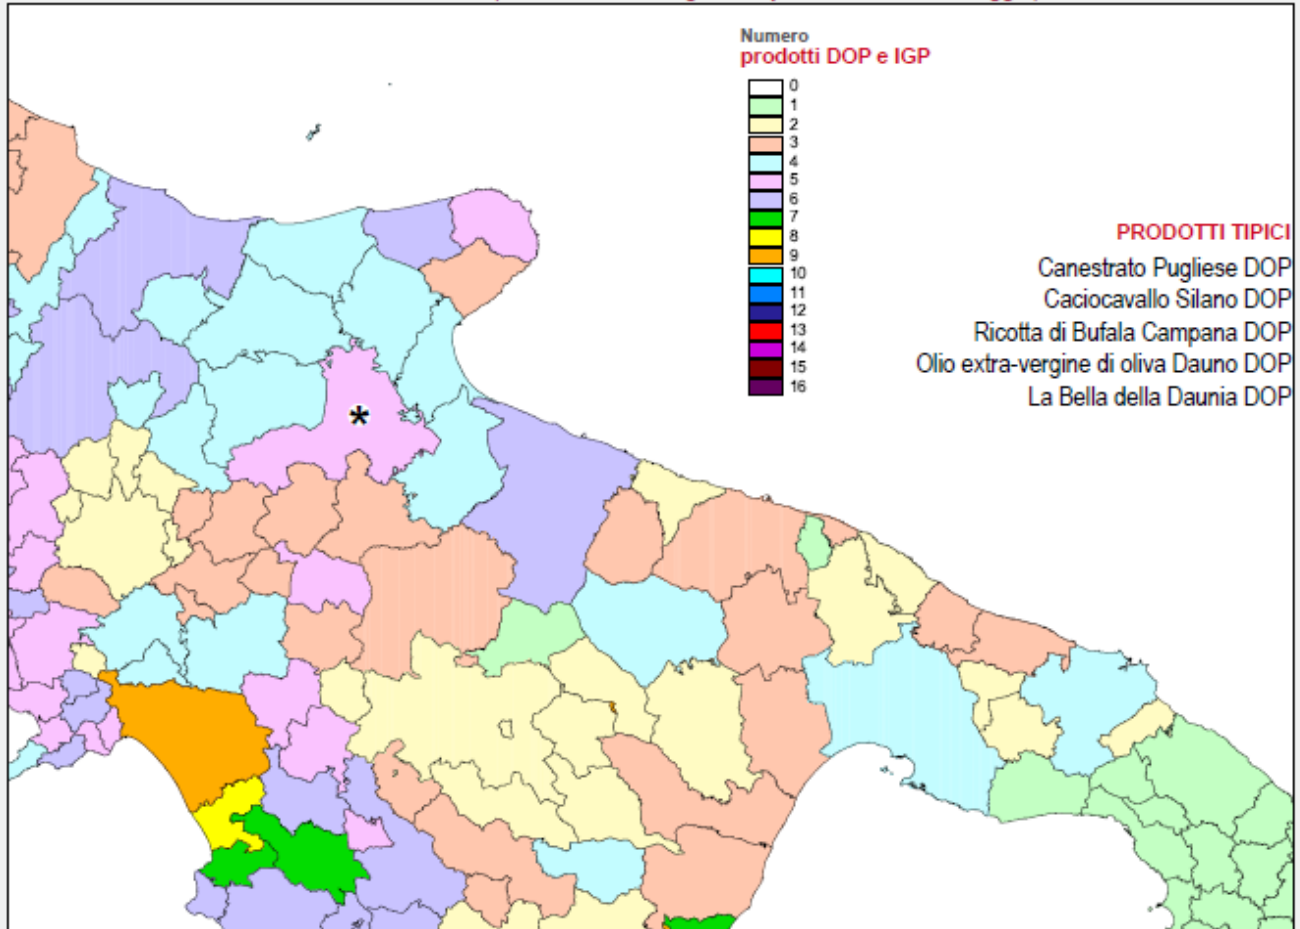 Numero
prodotti DOP e IGP
0
1
2
3
4
5
6
7
8
9
10
11
12
13
14
15
16
PRODOTTI TIPICI
Canestrato Pugliese DOP
Caciocavallo Silano DOP
Ricotta di Bufala Campana DOP
Olio extra-vergine di oliva Dauno DOP
La Bella della Daunia DOP
*